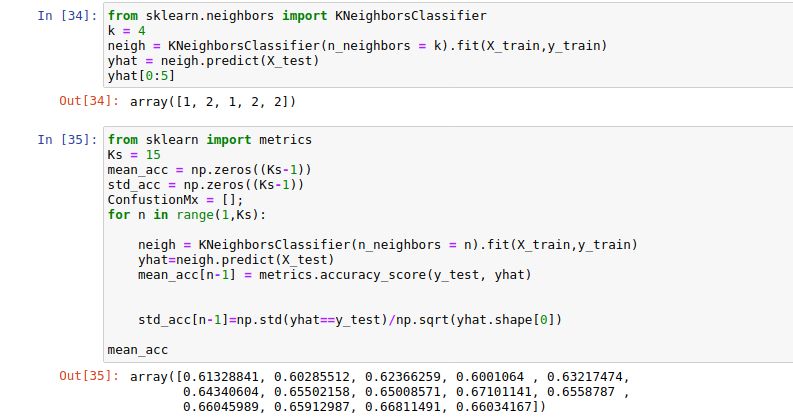 In [34]: from sklearn.neighbors import KNeighborsClassifier
k = 4
neigh = KNeighborsClassifier(n_neighbors = k).fit(X_train,y_train)
yhat = neigh.predict(X_test)
yhat[0:5]
Out[34]: array([1, 2, 1, 2, 2])
In [35]: from sklearn import metrics
Ks = 15
mean_acc = np.zeros((Ks-1))
std_acc = np.zeros((Ks-1))
ConfustionMx = [];
for n in range(1,Ks):
neigh = KNeighborsClassifier(n_neighbors = n).fit(X_train,y_train)
yhat=neigh.predict(X_test)
mean_acc[n-1] = metrics.accuracy_score(y_test, yhat)
std_acc[n-1]=np.std(yhat==y_test)/np.sqrt(yhat.shape[0])
mean_acc
Out[35]: array([0.61328841, 0.60285512, 0.62366259, 0.6001064 , 0.63217474,
0.64340604, 0.65502158, 0.65008571, 0.67101141, 0.6558787 ,
0.66045989, 0.65912987, 0.66811491, 0.66034167])